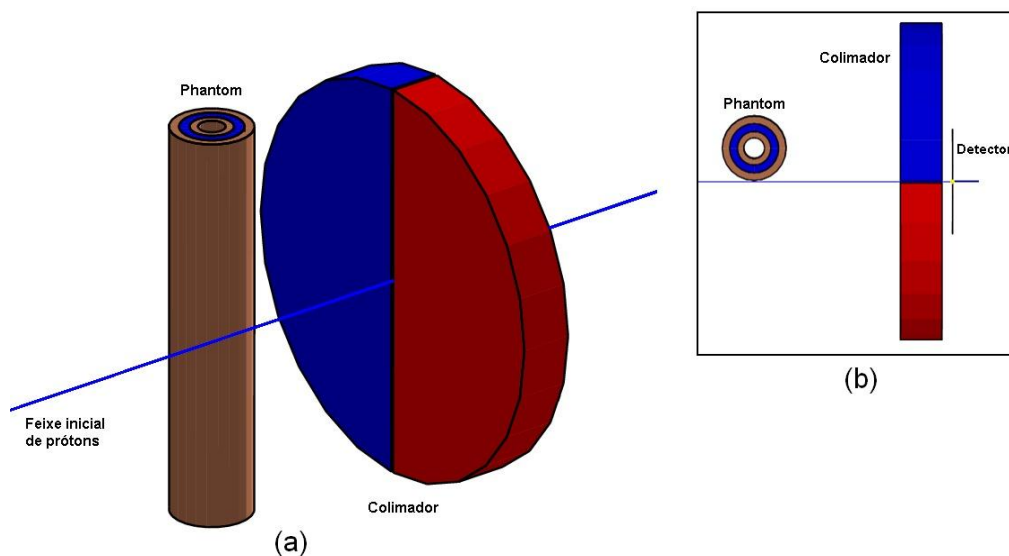 Phantom
Feixe inicial
de prótons
Colimador
(a)
Colimador
Phantom
Detector
(b)